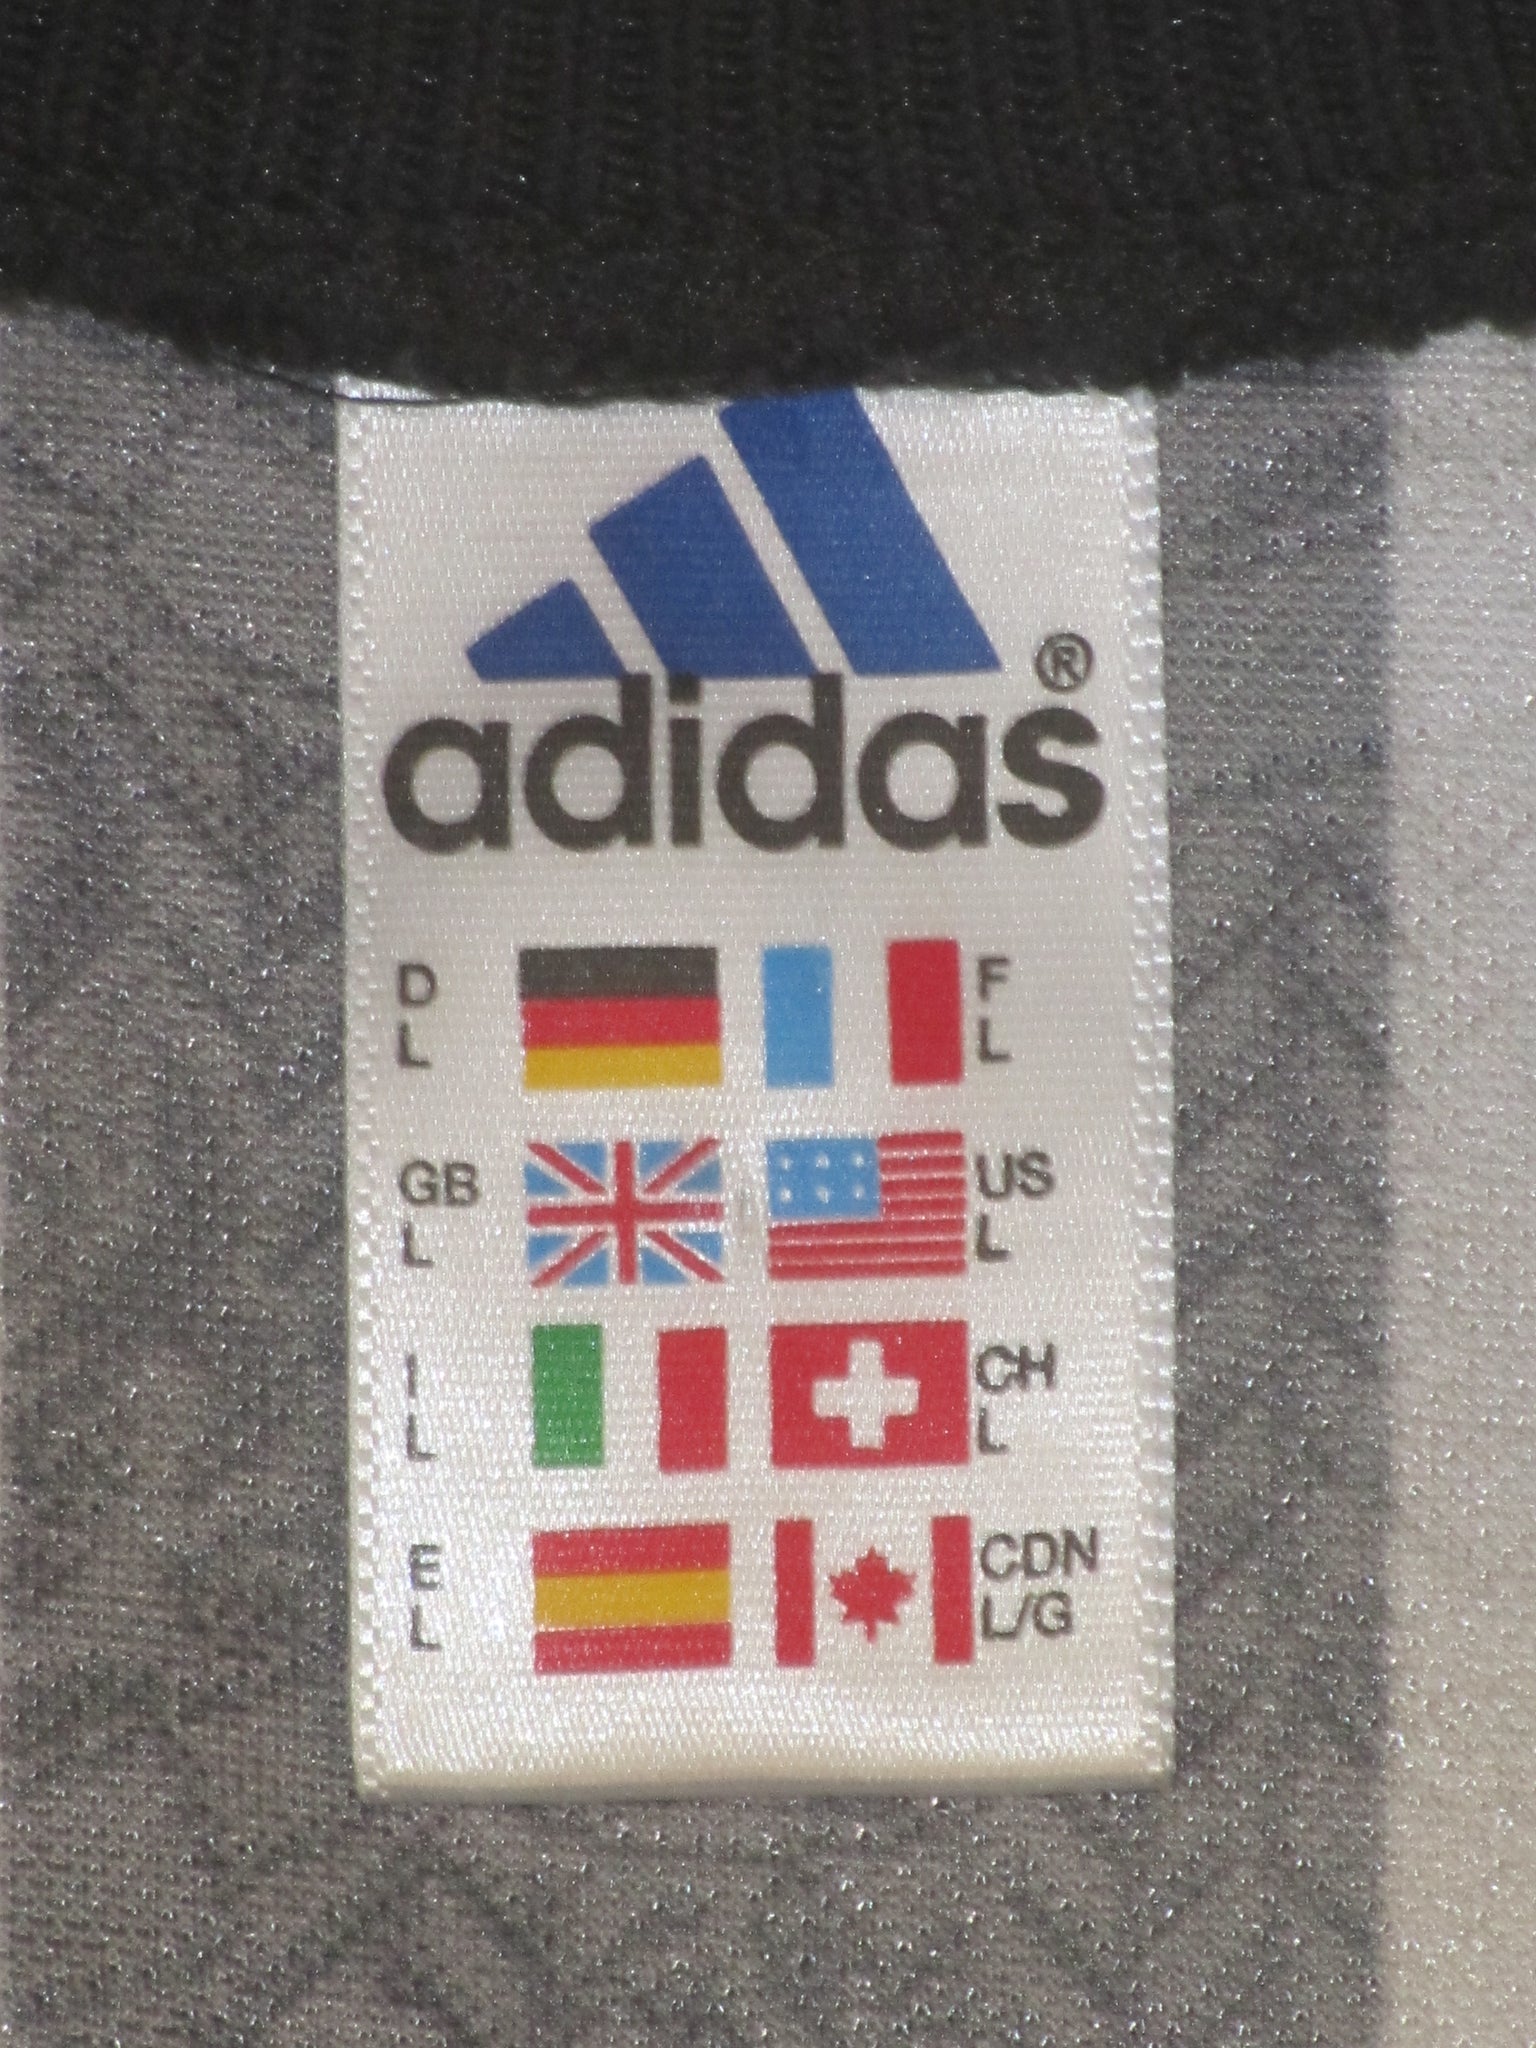 ®
adidas
D F
L L
GB US
L L
I CH
L L
E CDN
L L/G